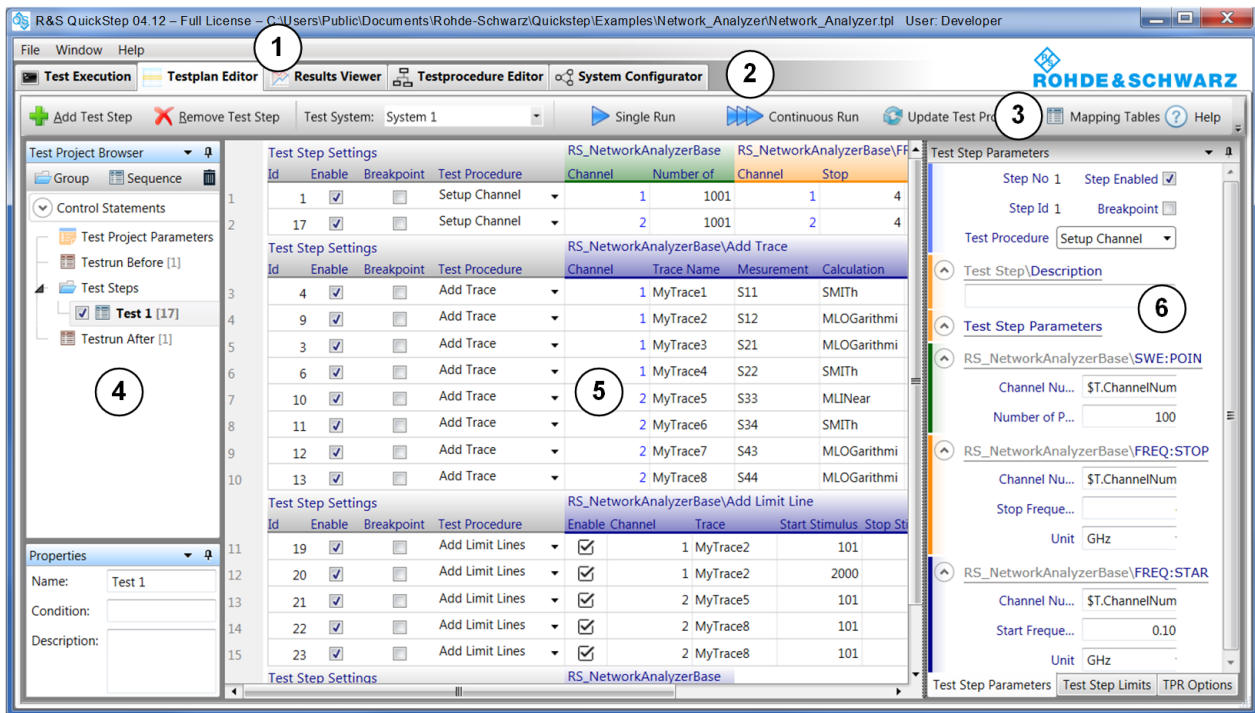 R&S QuickStep 04.12 – Full License – C:\Users\Public\Documents\Rohde-Schwarz\Quickstep\Examples\Network_Analyzer\Network_Analyzer.tpl User: Developer
File Window Help
1
ROHDE&SCHWARZ
Test Execution Testplan Editor Results Viewer Testprocedure Editor System Configurator
2
Add Test Step Remove Test Step Test System: System 1 Single Run Continuous Run Update Test Pro 3 Mapping Tables ? Help
Test Project Browser
Group Sequence
Control Statements
Test Project Parameters
Testrun Before [1]
Test Steps
Test 1 [17]
Testrun After [1]
4
Properties
Name: Test 1
Condition:
Description:
Test Step Settings RS_NetworkAnalyzerBase RS_NetworkAnalyzerBase\FF
Id Enable Breakpoint Test Procedure Channel Number of Channel Stop
1 1 Setup Channel 1 1001 1 4
2 17 Setup Channel 2 1001 2 4
Test Step Settings RS_NetworkAnalyzerBase\Add Trace
Id Enable Breakpoint Test Procedure Channel Trace Name Mesurement Calculation
3 4 Add Trace 1 MyTrace1 S11 SMITh
4 9 Add Trace 1 MyTrace2 S12 MLOGarithmi
5 3 Add Trace 1 MyTrace3 S21 MLOGarithmi
6 6 Add Trace 1 MyTrace4 S22 SMITh
7 10 Add Trace 2 MyTrace5 S33 MLINear
5
8 11 Add Trace 2 MyTrace6 S34 SMITh
9 12 Add Trace 2 MyTrace7 S43 MLOGarithmi
10 13 Add Trace 2 MyTrace8 S44 MLOGarithmi
Test Step Settings RS_NetworkAnalyzerBase\Add Limit Line
Id Enable Breakpoint Test Procedure Enable Channel Trace Start Stimulus Stop Sti
11 19 Add Limit Lines 1 MyTrace2 101
12 20 Add Limit Lines 1 MyTrace2 2000
13 21 Add Limit Lines 2 MyTrace5 101
14 22 Add Limit Lines 2 MyTrace8 101
15 23 Add Limit Lines 2 MyTrace8 101
Test Step Settings RS_NetworkAnalyzerBase
Test Step Parameters
Step No 1 Step Enabled
Step Id 1 Breakpoint
Test Procedure Setup Channel
Test Step\Description
6
Test Step Parameters
RS_NetworkAnalyzerBase\SWE:POIN
Channel Nu... $T.ChannelNum
Number of P... 100
RS_NetworkAnalyzerBase\FREQ:STOP
Channel Nu... $T.ChannelNum
Stop Freque...
Unit GHz
RS_NetworkAnalyzerBase\FREQ:STAR
Channel Nu... $T.ChannelNum
Start Freque... 0.10
Unit GHz
Test Step Parameters Test Step Limits TPR Options